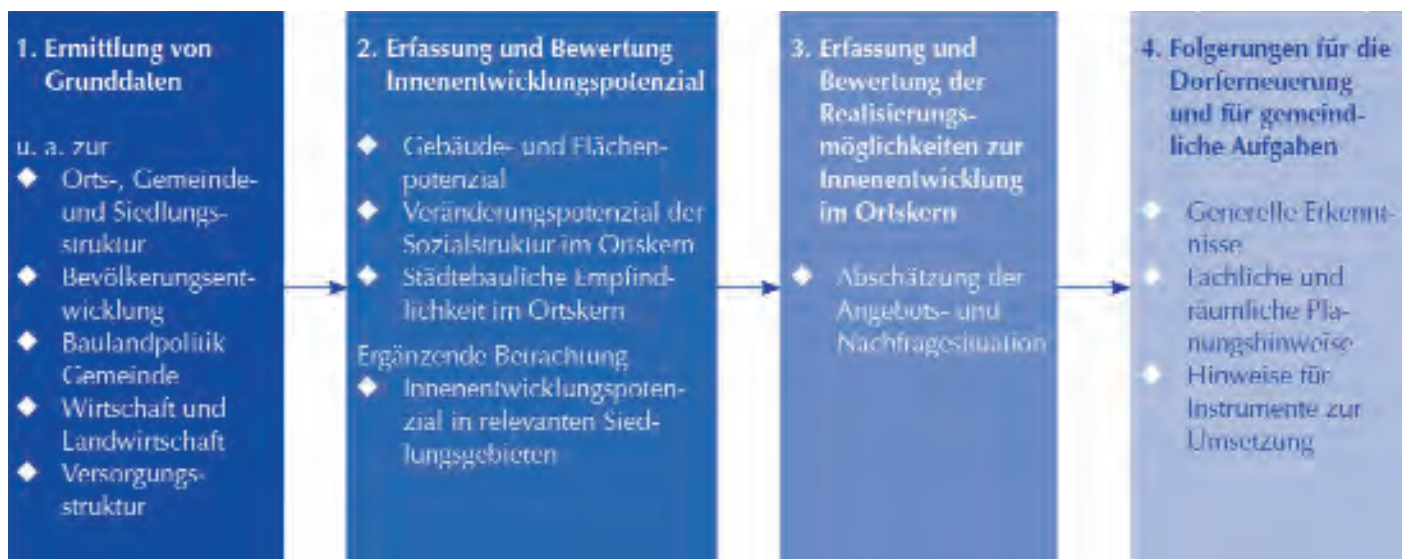 1. Ermittlung von
Grunddaten
u. a. zur
◆ Orts-, Gemeinde-
und Siedlungs-
struktur
◆ Bevölkerungsent-
wicklung
◆ Baulandpolitik
Gemeinde
◆ Wirtschaft und
Landwirtschaft
◆ Versorgungs-
struktur
2. Erfassung und Bewertung
Innenentwicklungspotenzial
◆ Gebäude- und Flächen-
potenzial
◆ Veränderungspotenzial der
Sozialstruktur im Ortskern
◆ Städtebauliche Empfind-
lichkeit im Ortskern
Ergänzende Betrachtung
◆ Innenentwicklungspoten-
zial in relevanten Sied-
lungsgebieten
3. Erfassung und
Bewertung der
Realisierungs-
möglichkeiten zur
Innenentwicklung
im Ortskern
◆ Abschätzung der
Angebots- und
Nachfragesituation
4. Folgerungen für die
Dorferneuerung
und für gemeind-
liche Aufgaben
◆ Generelle Erkennt-
nisse
◆ Fachliche und
räumliche Pla-
nungshinweise
◆ Hinweise für
Instrumente zur
Umsetzung